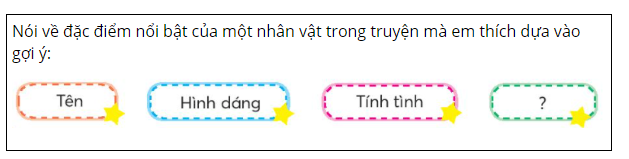 Nói về đặc điểm nổi bật của một nhân vật trong truyện mà em thích dựa vào
gợi ý:
Tên Hình dáng Tính tình ?